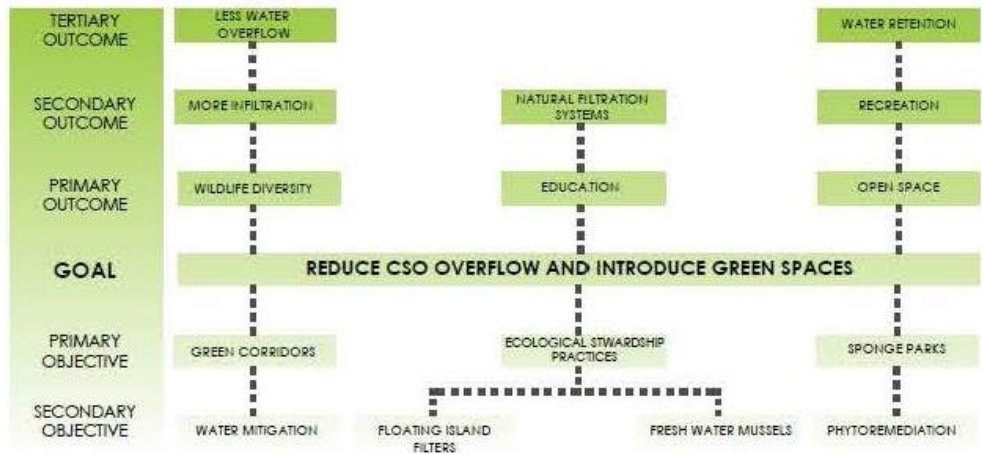 TERTIARY
OUTCOME
LESS WATER
OVERFLOW
WATER RETENTION
SECONDARY
OUTCOME
MORE INFILTRATION
NATURAL FILTRATION
SYSTEMS
RECREATION
PRIMARY
OUTCOME
WILDLIFE DIVERSITY
EDUCATION
OPEN SPACE
GOAL
REDUCE CSO OVERFLOW AND INTRODUCE GREEN SPACES
PRIMARY
OBJECTIVE
GREEN CORRIDORS
ECOLOGICAL STWARDSHIP
PRACTICES
SPONGE PARKS
SECONDARY
OBJECTIVE
WATER MITIGATION
FLOATING ISLAND
FILTERS
FRESH WATER MUSSELS
PHYTOREMEDIATION